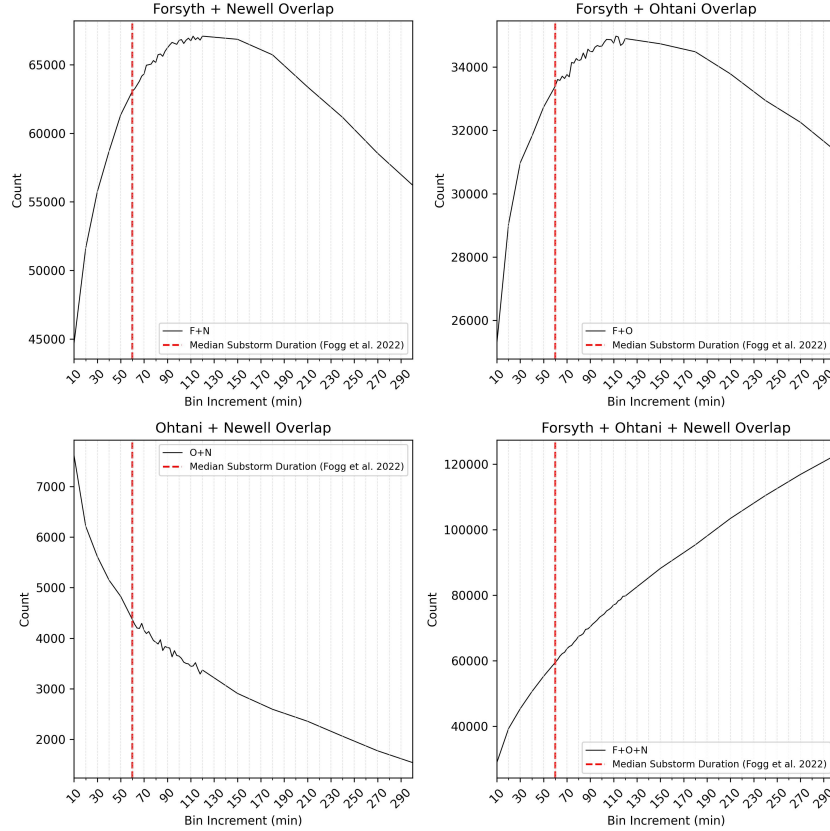 Forsyth + Newell Overlap
Count
65000
60000
55000
50000
45000
F+N
Median Substorm Duration (Fogg et al. 2022)
10 30 50 70 90 110 130 150 170 190 210 230 250 270 290
Bin Increment (min)
Forsyth + Ohtani Overlap
Count
34000
32000
30000
28000
26000
F+O
Median Substorm Duration (Fogg et al. 2022)
10 30 50 70 90 110 130 150 170 190 210 230 250 270 290
Bin Increment (min)
Ohtani + Newell Overlap
Count
7000
6000
5000
4000
3000
2000
O+N
Median Substorm Duration (Fogg et al. 2022)
10 30 50 70 90 110 130 150 170 190 210 230 250 270 290
Bin Increment (min)
Forsyth + Ohtani + Newell Overlap
Count
120000
100000
80000
60000
40000
F+O+N
Median Substorm Duration (Fogg et al. 2022)
10 30 50 70 90 110 130 150 170 190 210 230 250 270 290
Bin Increment (min)